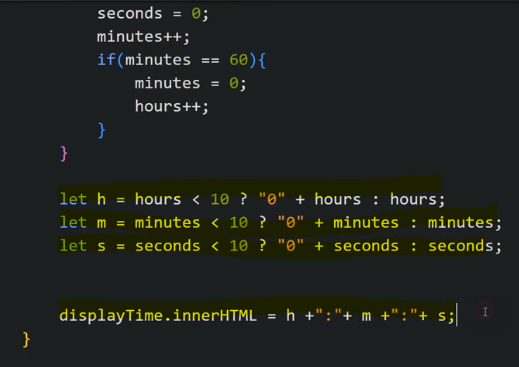 seconds = 0;
minutes++;
if(minutes == 60){
minutes = 0;
hours++;
}
}
let h = hours < 10 ? "0" + hours : hours;
let m = minutes < 10 ? "0" + minutes : minutes;
let s = seconds < 10 ? "0" + seconds : seconds;
displayTime.innerHTML = h +":"+ m +":"+ s;
}